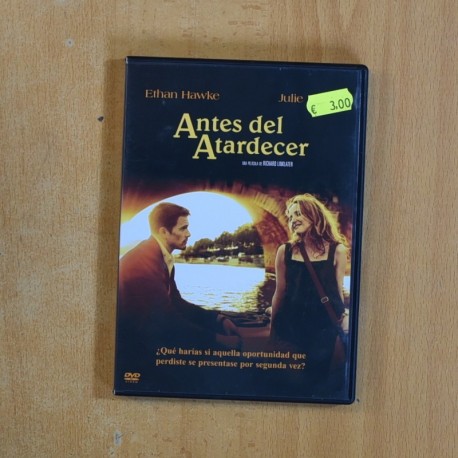 Ethan Hawke
Julie
€ 3.00
Antes del
Atardecer
UNA PELÍCULA DE RICHARD LINKLATER
¿Qué harías si aquella oportunidad que
perdiste se presentase por segunda vez?
DVD